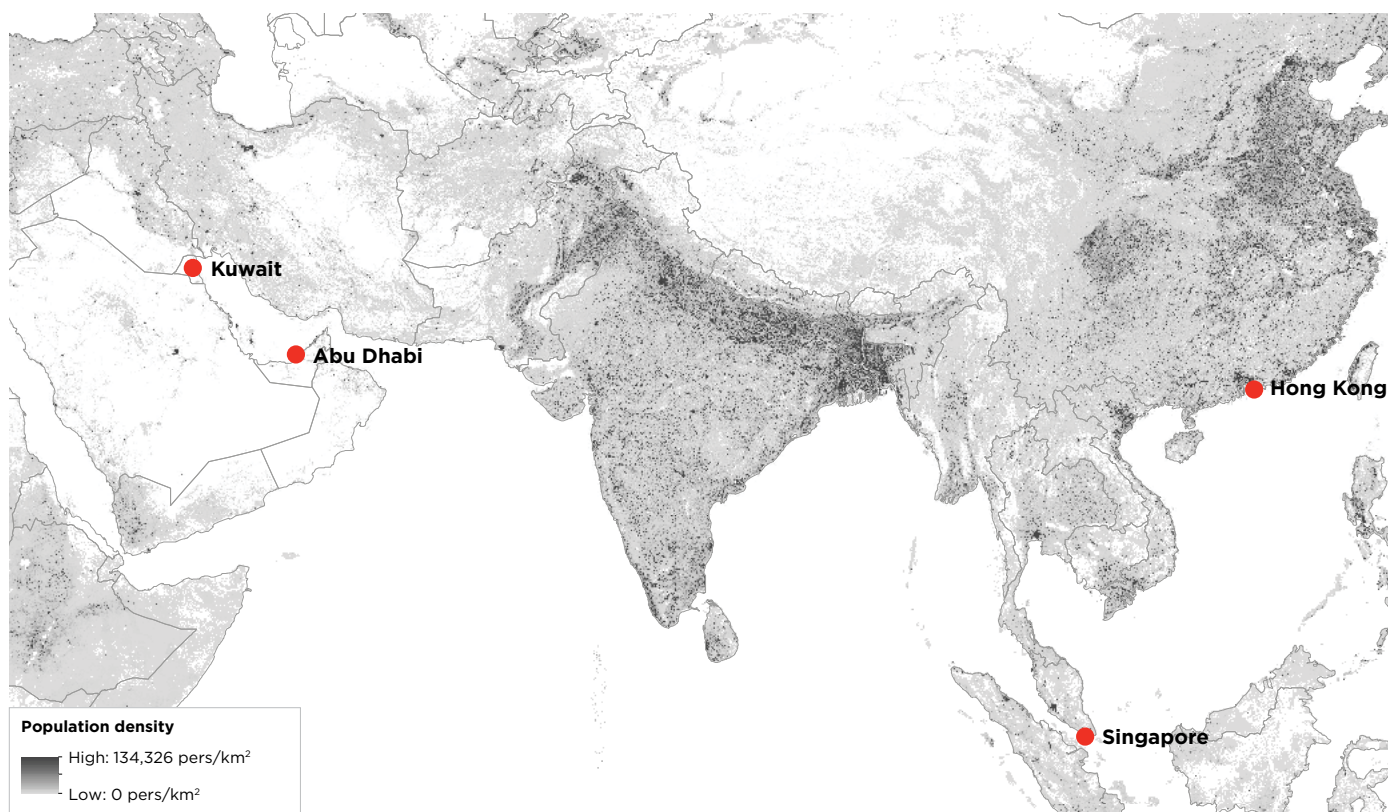 Kuwait
Abu Dhabi
Hong Kong
Singapore
Population density
High: 134,326 pers/km²
Low: 0 pers/km²